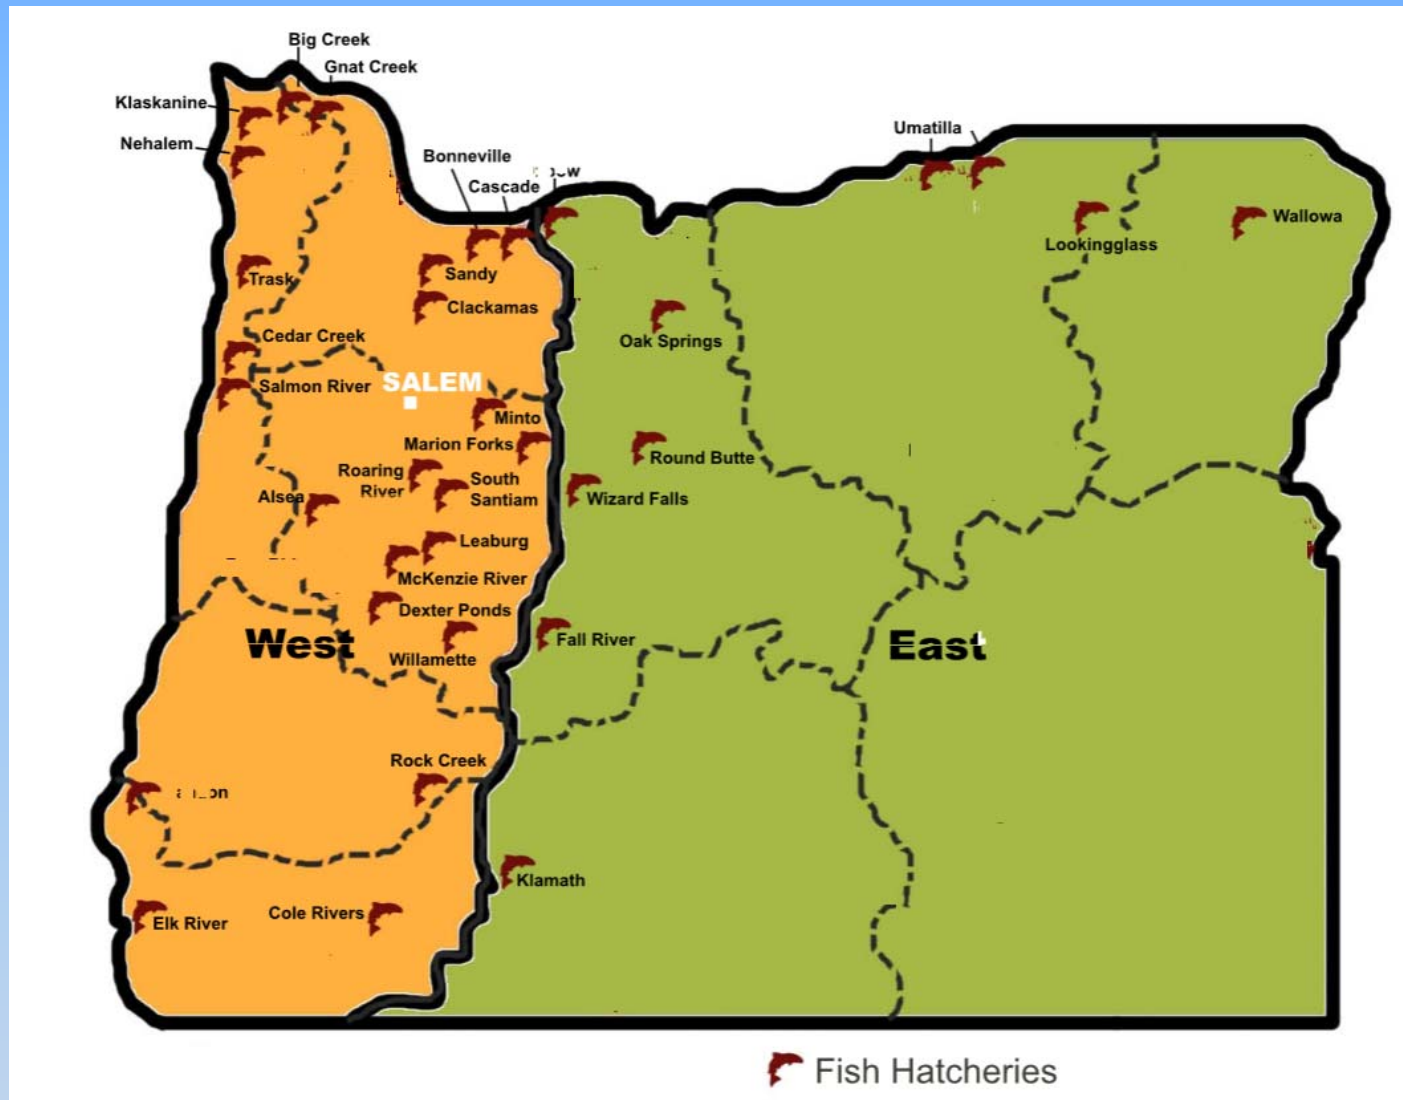 Big Creek
Gnat Creek
Klaskanine
Nehalem
Bonneville
Cascade
Umatilla
Lookingglass
Wallowa
Trask
Sandy
Clackamas
Oak Springs
Cedar Creek
Salmon River
SALEM
Minto
Marion Forks
Roaring
River
South
Santiam
Round Butte
Wizard Falls
Alsea
Leaburg
McKenzie River
Dexter Ponds
Willamette
Fall River
West
East
Rock Creek
Klamath
Elk River
Cole Rivers
Fish Hatcheries